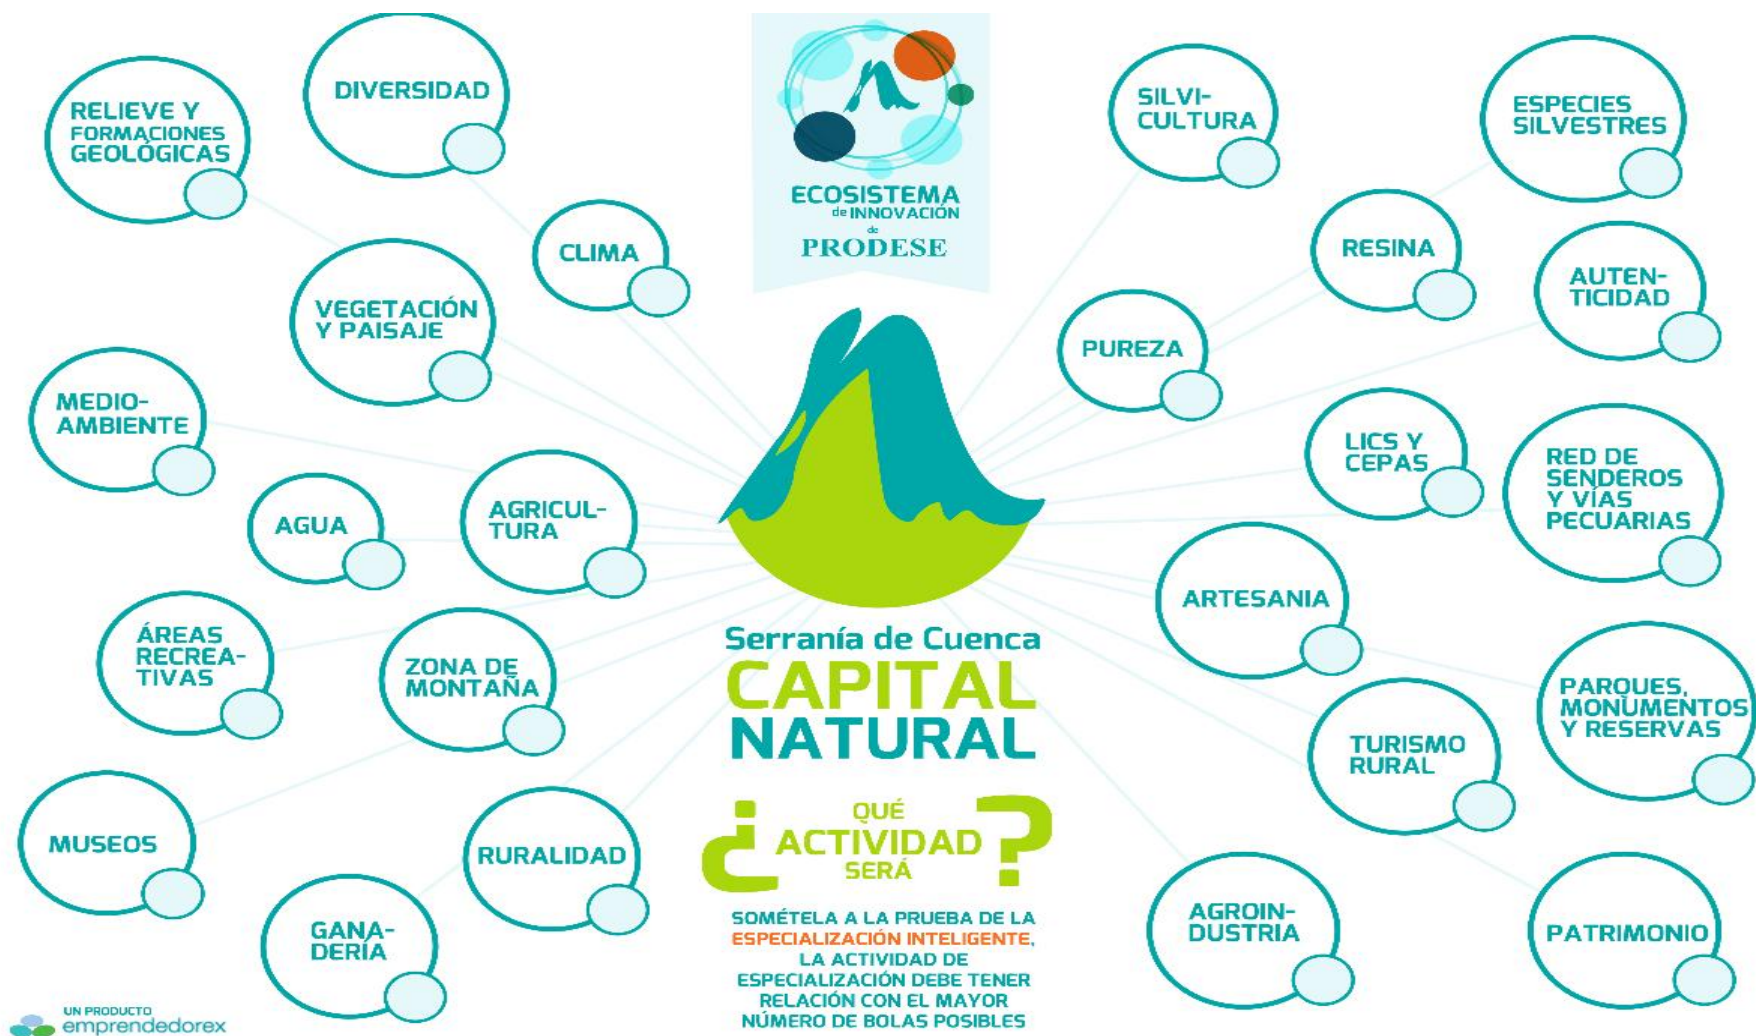 RELIEVE Y
FORMACIONES
GEOLÓGICAS
DIVERSIDAD
CLIMA
VEGETACIÓN
Y PAISAJE
MEDIO-
AMBIENTE
AGUA
AGRICUL-
TURA
ÁREAS
RECREA-
TIVAS
ZONA DE
MONTAÑA
MUSEOS
RURALIDAD
GANA-
DERÍA
UN PRODUCTO
emprendedorex
ECOSISTEMA
de INNOVACIÓN
de
PRODESE
Serranía de Cuenca
CAPITAL
NATURAL
¿QUÉ
ACTIVIDAD
SERÁ?
SOMÉTELA A LA PRUEBA DE LA
ESPECIALIZACIÓN INTELIGENTE,
LA ACTIVIDAD DE
ESPECIALIZACIÓN DEBE TENER
RELACIÓN CON EL MAYOR
NÚMERO DE BOLAS POSIBLES
SILVI-
CULTURA
ESPECIES
SILVESTRES
RESINA
AUTEN-
TICIDAD
PUREZA
LICS Y
CEPAS
RED DE
SENDEROS
Y VÍAS
PECUARIAS
ARTESANIA
PARQUES,
MONUMENTOS
Y RESERVAS
TURISMO
RURAL
AGROIN-
DUSTRIA
PATRIMONIO